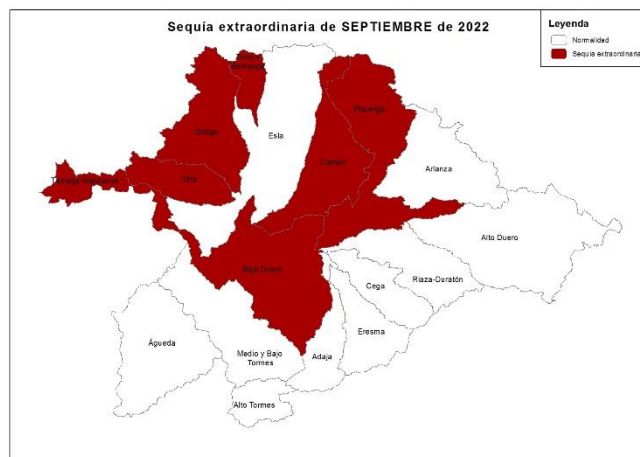 Sequía extraordinaria de SEPTIEMBRE de 2022
Leyenda
Normalidad
Sequía extraordinaria
Pisuerga
Órbigo
Esla
Carrión
Arlanza
Tera
Alto Duero
Bajo Duero
Cega
Riaza-Duratón
Eresma
Águeda
Medio y Bajo
Tormes
Adaja
Alto Tormes